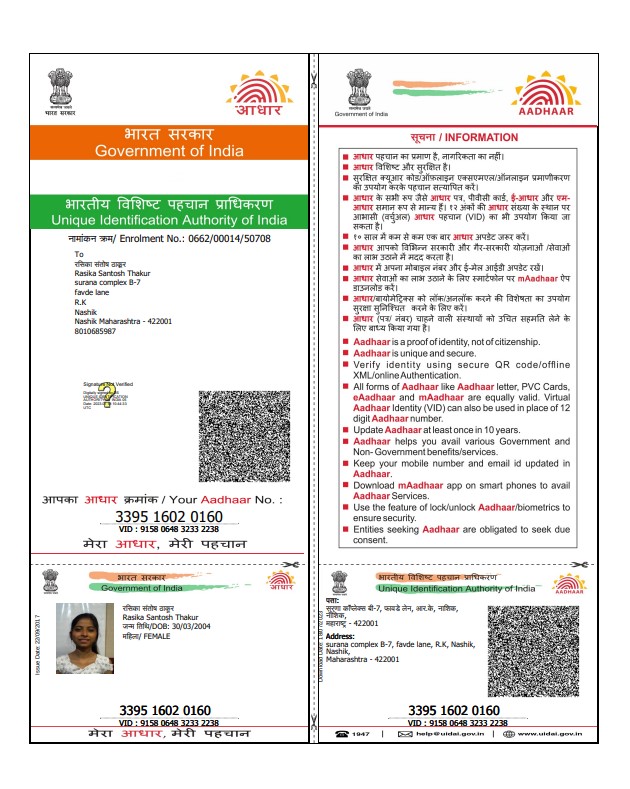 भारत सरकार
आधार
भारत सरकार
Government of India
भारतीय विशिष्ट पहचान प्राधिकरण
Unique Identification Authority of India
नामांकन क्रम/ Enrolment No.: 0662/00014/50708
To
रसिका संतोष ठाकूर
Rasika Santosh Thakur
surana complex B-7
favde lane
R.K
Nashik
Nashik Maharashtra - 422001
8010685987
Signature Not Verified
आपका आधार क्रमांक / Your Aadhaar No. :
3395 1602 0160
VID : 9158 0648 3233 2238
मेरा आधार, मेरी पहचान
Government of India
AADHAAR
सूचना / INFORMATION
आधार पहचान का प्रमाण है, नागरिकता का नहीं।
आधार विशिष्ट और सुरक्षित है।
सुरक्षित क्यूआर कोड/ऑफ़लाइन एक्सएमएल/ऑनलाइन प्रमाणीकरण
का उपयोग करके पहचान सत्यापित करें।
आधार के सभी रूप जैसे आधार पत्र, पीवीसी कार्ड, ई-आधार और एम-
आधार समान रूप से मान्य हैं। १२ अंकों की आधार संख्या के स्थान पर
आभासी (वर्चुअल) आधार पहचान (VID) का भी उपयोग किया जा
सकता है।
१० साल में कम से कम एक बार आधार अपडेट जरूर करें।
आधार आपको विभिन्न सरकारी और गैर-सरकारी योजनाओं /सेवाओं
का लाभ उठाने में मदद करता है।
आधार में अपना मोबाइल नंबर और ई-मेल आईडी अपडेट रखें।
आधार सेवाओं का लाभ उठाने के लिए स्मार्टफोन पर mAadhaar ऐप
डाउनलोड करें।
आधार/बायोमेट्रिक्स को लॉक/अनलॉक करने की विशेषता का उपयोग
सुरक्षा सुनिश्चित करने के लिए करें।
आधार (पत्र/ नंबर) चाहने वाली संस्थाओं को उचित सहमति लेने के
लिए बाध्य किया गया है।
Aadhaar is a proof of identity, not of citizenship.
Aadhaar is unique and secure.
Verify identity using secure QR code/offline
XML/online Authentication.
All forms of Aadhaar like Aadhaar letter, PVC Cards,
eAadhaar and mAadhaar are equally valid. Virtual
Aadhaar Identity (VID) can also be used in place of 12
digit Aadhaar number.
Update Aadhaar at least once in 10 years.
Aadhaar helps you avail various Government and
Non- Government benefits/services.
Keep your mobile number and email id updated in
Aadhaar.
Download mAadhaar app on smart phones to avail
Aadhaar Services.
Use the feature of lock/unlock Aadhaar/biometrics to
ensure security.
Entities seeking Aadhaar are obligated to seek due
consent.
भारत सरकार
Government of India
आधार
Issue Date: 22/09/2017
रसिका संतोष ठाकूर
Rasika Santosh Thakur
जन्म तिथि/DOB: 30/03/2004
महिला/ FEMALE
3395 1602 0160
VID : 9158 0648 3233 2238
मेरा आधार, मेरी पहचान
भारतीय विशिष्ट पहचान प्राधिकरण
Unique Identification Authority of India
AADHAAR
पता:
सुराणा कॉंप्लेक्स बी-7, फावडे लेन, आर.के, नाशिक,
नाशिक,
महाराष्ट्र - 422001
Address:
surana complex B-7, favde lane, R.K, Nashik,
Nashik,
Maharashtra - 422001
3395 1602 0160
VID : 9158 0648 3233 2238
1947 | help@uidai.gov.in | www.uidai.gov.in